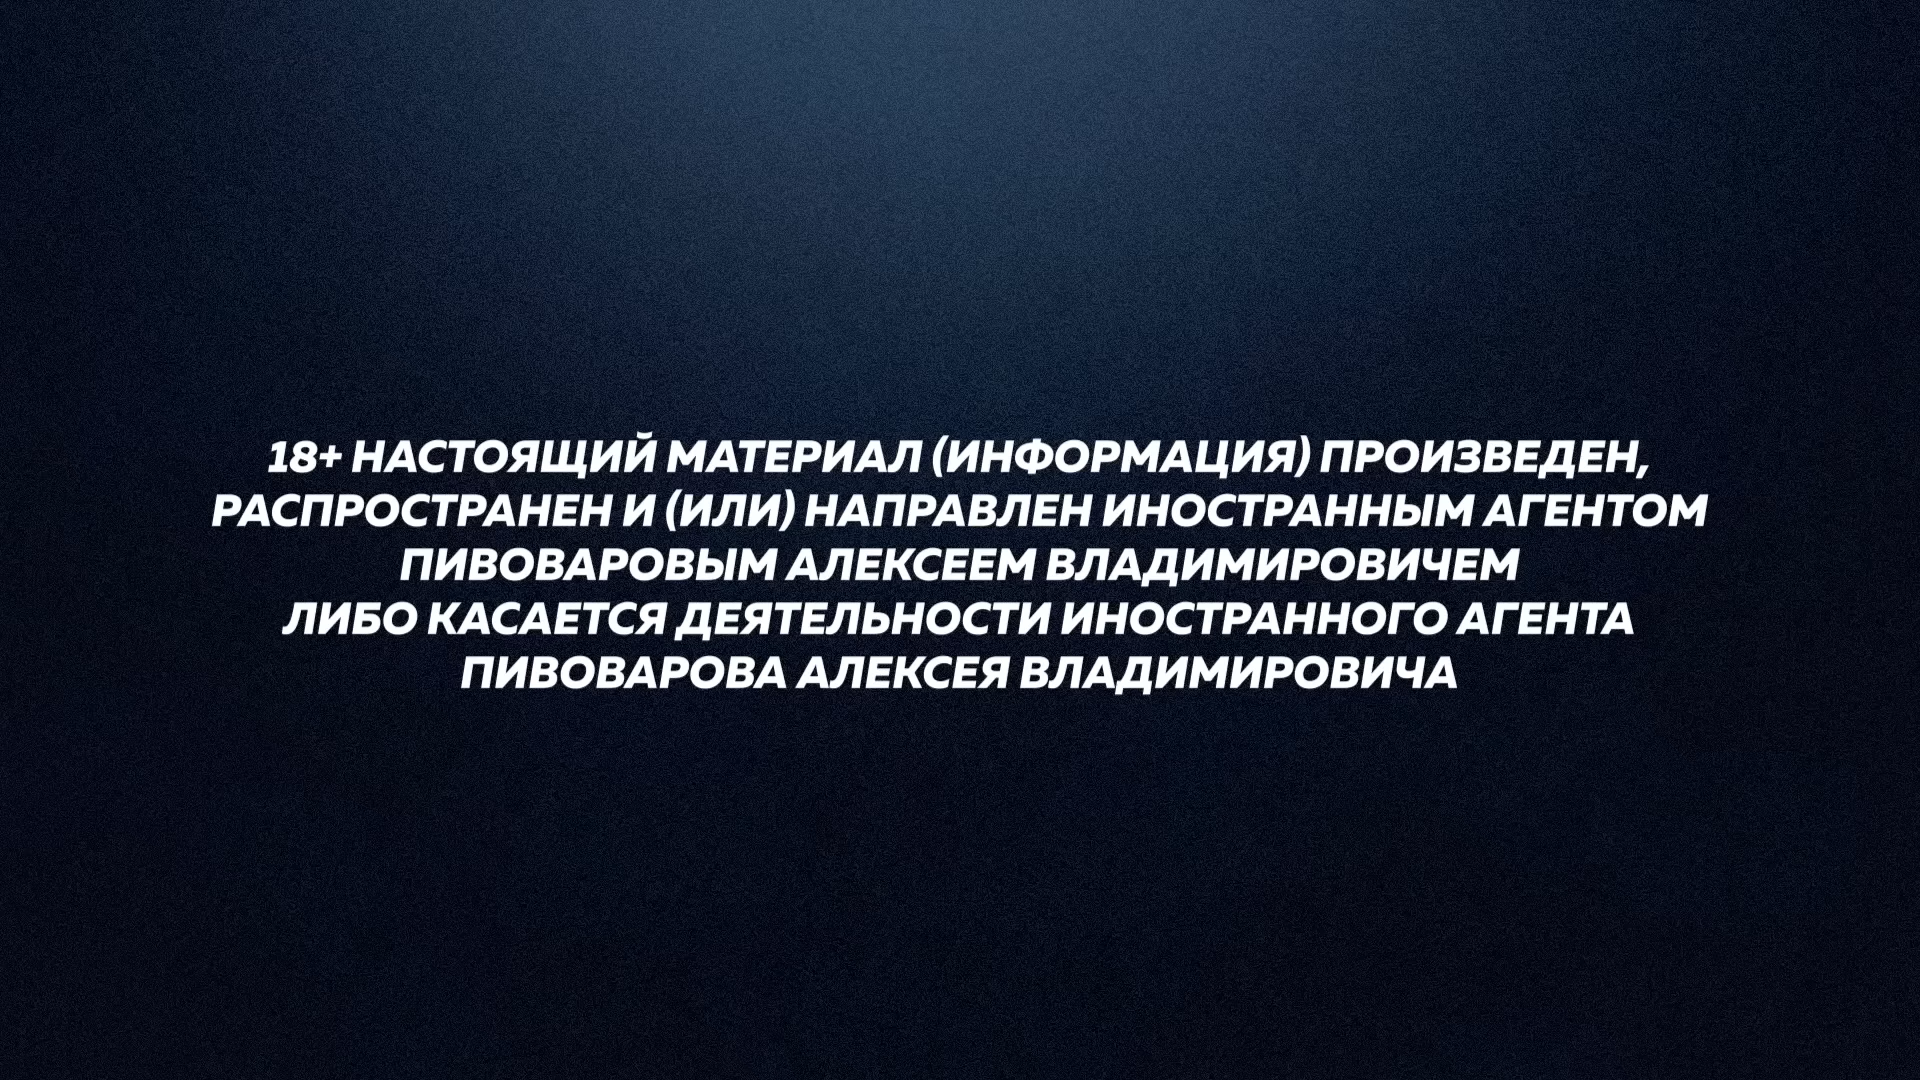 18+ НАСТОЯЩИЙ МАТЕРИАЛ (ИНФОРМАЦИЯ) ПРОИЗВЕДЕН,
РАСПРОСТРАНЕН И (ИЛИ) НАПРАВЛЕН ИНОСТРАННЫМ АГЕНТОМ
ПИВОВАРОВЫМ АЛЕКСЕЕМ ВЛАДИМИРОВИЧЕМ
ЛИБО КАСАЕТСЯ ДЕЯТЕЛЬНОСТИ ИНОСТРАННОГО АГЕНТА
ПИВОВАРОВА АЛЕКСЕЯ ВЛАДИМИРОВИЧА